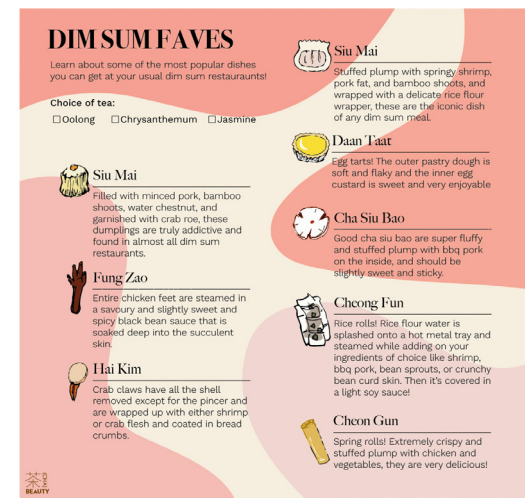 DIM SUM FAVES
Learn about some of the most popular dishes
you can get at your usual dim sum restaraunts!
Choice of tea:
Oolong Chrysanthemum Jasmine
Siu Mai
Filled with minced pork, bamboo
shoots, water chestnut, and
garnished with crab roe, these
dumplings are truly addictive and
found in almost all dim sum
restaurants.
Fung Zao
Entire chicken feet are steamed in
a savoury and slightly sweet and
spicy black bean sauce that is
soaked deep into the succulent
skin.
Hai Kim
Crab claws have all the shell
removed except for the pincer and
are wrapped up with either shrimp
or crab flesh and coated in bread
crumbs.
Siu Mai
Stuffed plump with springy shrimp,
pork fat, and bamboo shoots, and
wrapped with a delicate rice flour
wrapper, these are the iconic dish
of any dim sum meal.
Daan Taat
Egg tarts! The outer pastry dough is
soft and flaky and the inner egg
custard is sweet and very enjoyable
Cha Siu Bao
Good cha siu bao are super fluffy
and stuffed plump with bbq pork
on the inside, and should be
slightly sweet and sticky.
Cheong Fun
Rice rolls! Rice flour water is
splashed onto a hot metal tray and
steamed while adding on your
ingredients of choice like shrimp,
bbq pork, bean sprouts, or crunchy
bean curd skin. Then it's covered in
a light soy sauce!
Cheon Gun
Spring rolls! Extremely crispy and
stuffed plump with chicken and
vegetables, they are very delicious!
茶
BEAUTY